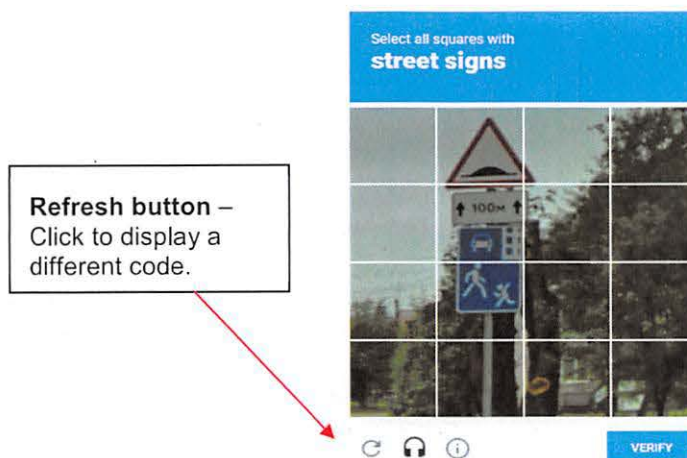 Select all squares with
street signs
100м
Refresh button –
Click to display a
different code.
VERIFY